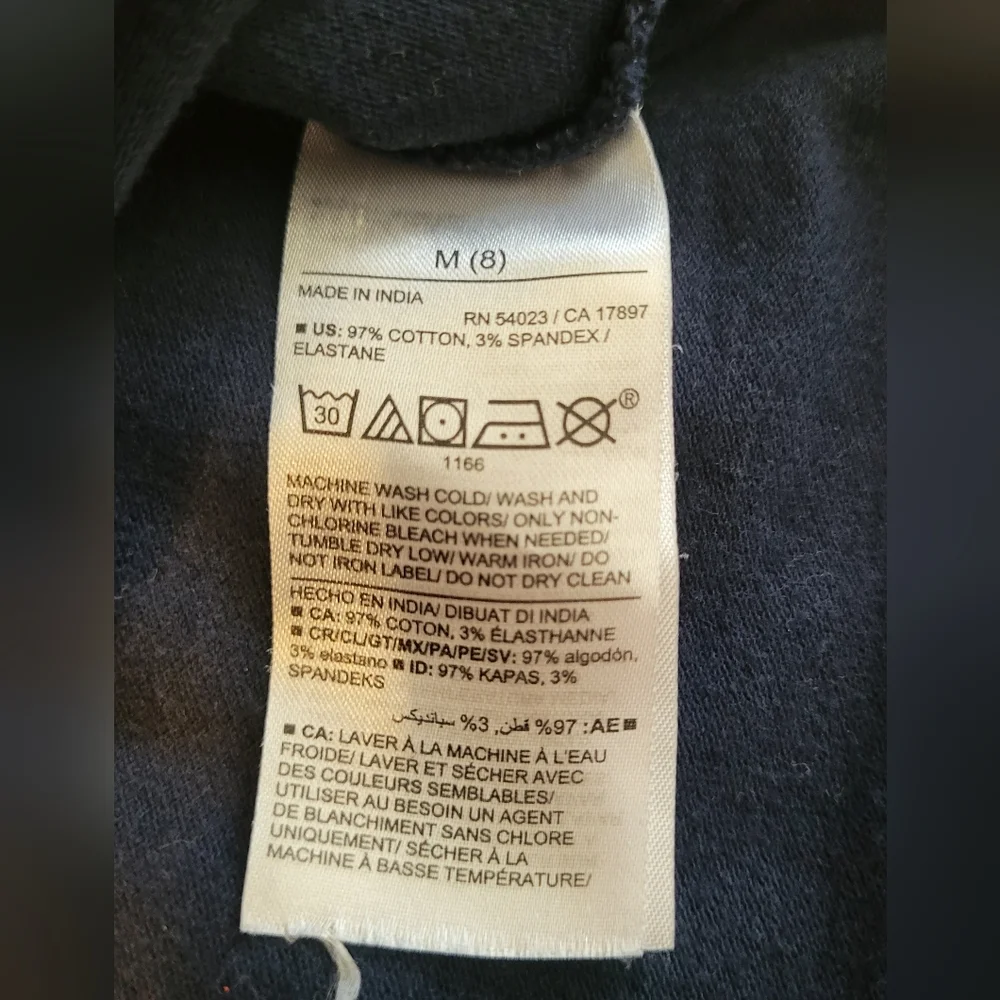 M (8)
MADE IN INDIA
RN 54023 / CA 17897
US: 97% COTTON, 3% SPANDEX /
ELASTANE
30
®
1166
MACHINE WASH COLD/ WASH AND
DRY WITH LIKE COLORS/ ONLY NON-
CHLORINE BLEACH WHEN NEEDED/
TUMBLE DRY LOW/ WARM IRON/ DO
NOT IRON LABEL/ DO NOT DRY CLEAN
HECHO EN INDIA/ DIBUAT DI INDIA
CA: 97% COTON, 3% ÉLASTHANNE
CR/CL/GT/MX/PA/PE/SV: 97% algodón,
3% elastano ID: 97% KAPAS, 3%
SPANDEKS
AE: 97% قطن, 3% سبانديكس
CA: LAVER À LA MACHINE À L'EAU
FROIDE/ LAVER ET SÉCHER AVEC
DES COULEURS SEMBLABLES/
UTILISER AU BESOIN UN AGENT
DE BLANCHIMENT SANS CHLORE
UNIQUEMENT/ SÉCHER À LA
MACHINE À BASSE TEMPÉRATURE/